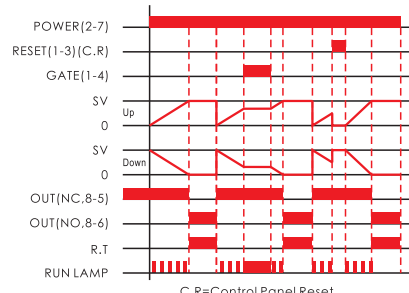 POWER(2-7)
RESET(1-3)(C.R)
GATE(1-4)
SV
Up
0
SV
Down
0
OUT(NC,8-5)
OUT(NO,8-6)
R.T
RUN LAMP
C.R=Control Panel Reset